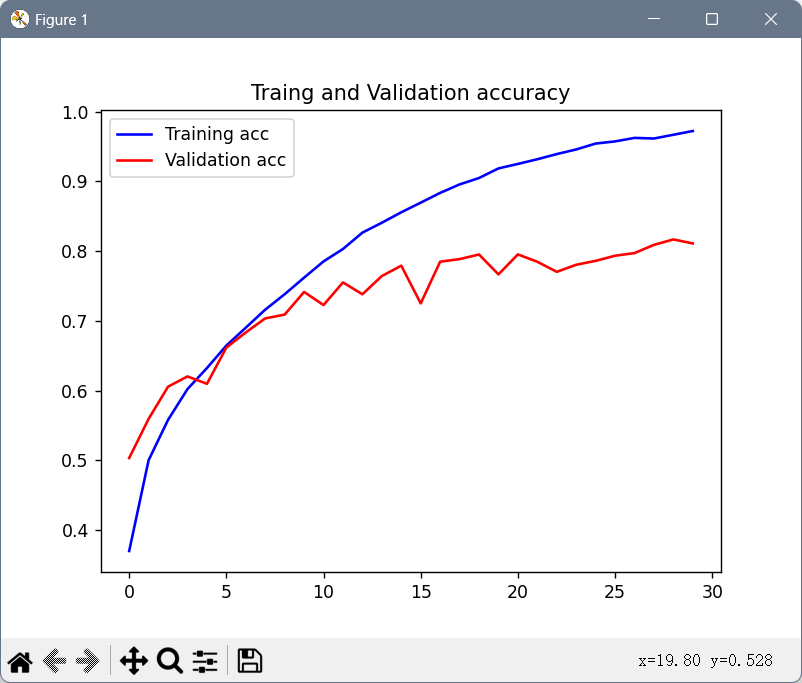 Figure 1
Traing and Validation accuracy
Training acc
Validation acc
1.0
0.9
0.8
0.7
0.6
0.5
0.4
0 5 10 15 20 25 30
x=19.80 y=0.528